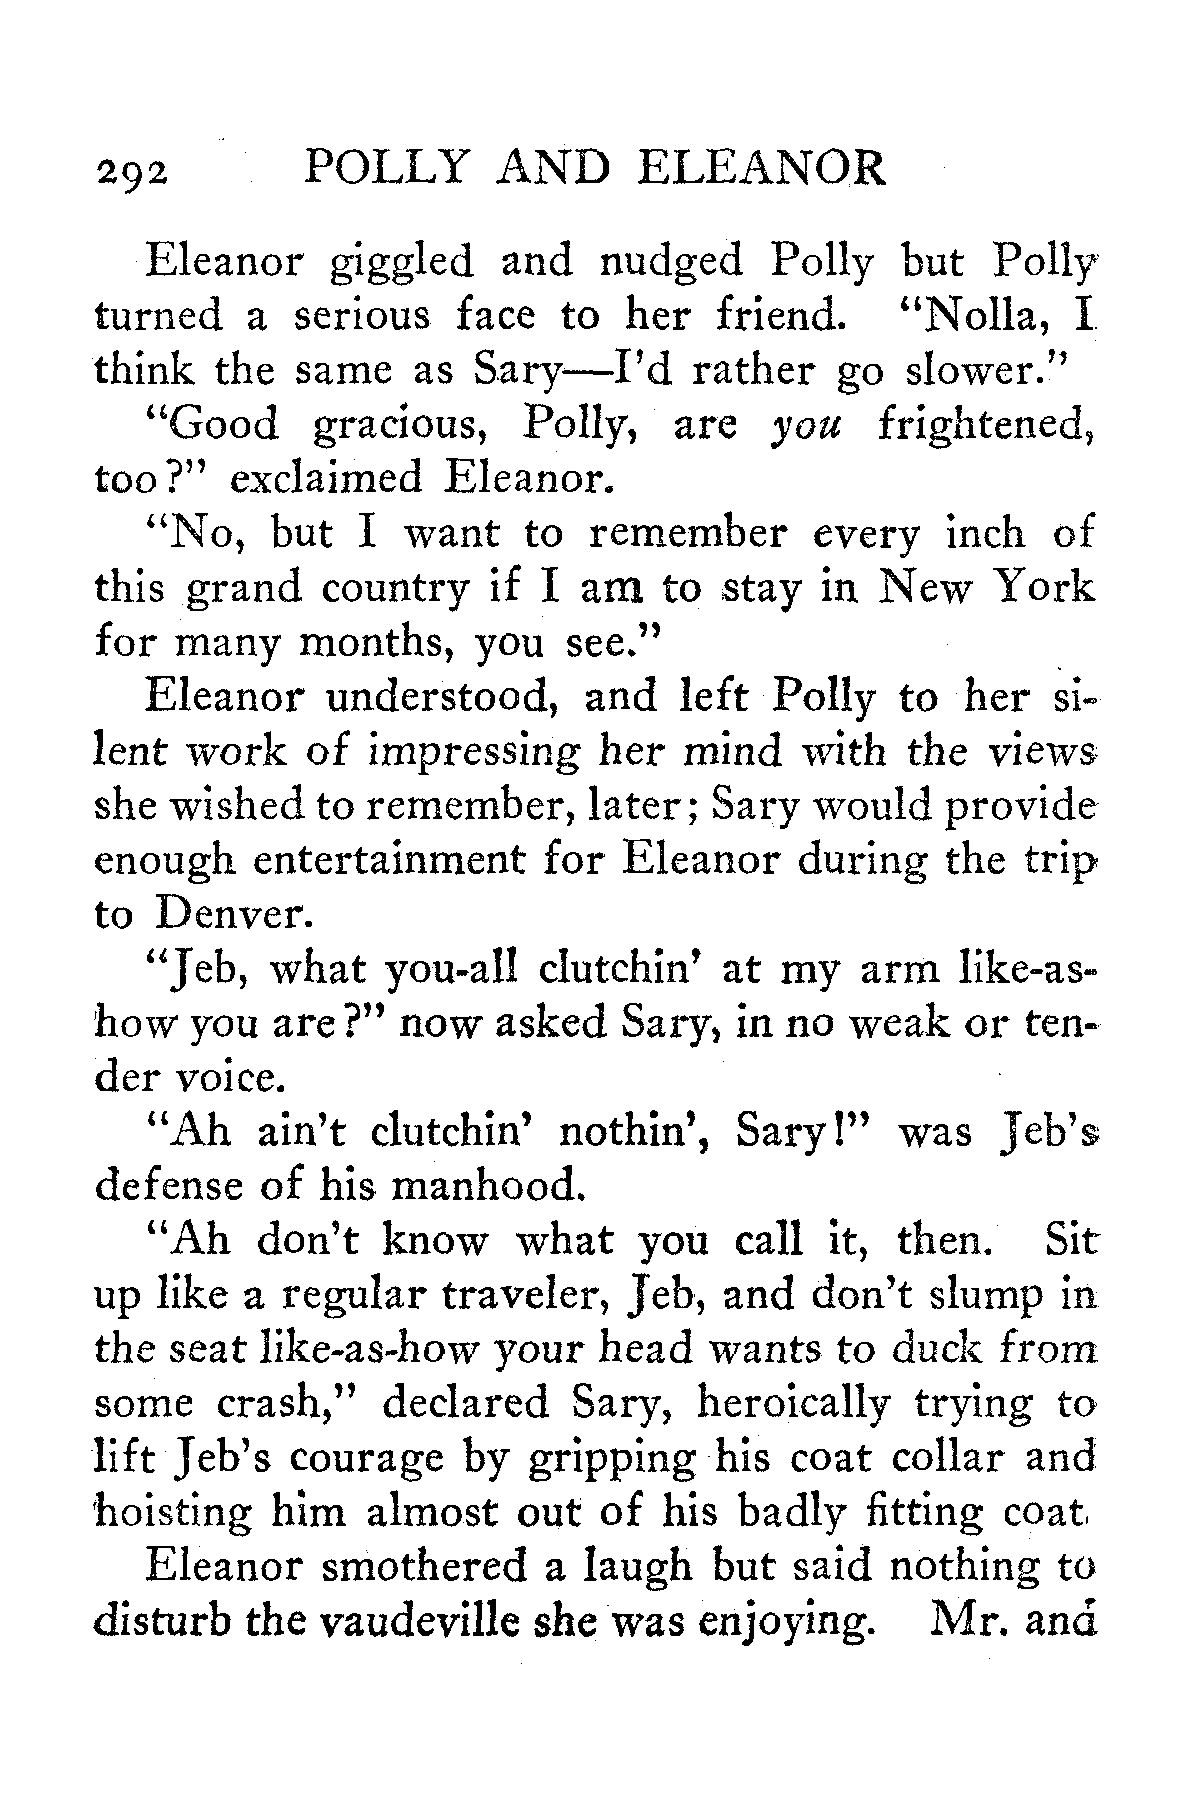 292 POLLY AND ELEANOR
Eleanor giggled and nudged Polly but Polly
turned a serious face to her friend. “Nolla, I
think the same as Sary—I’d rather go slower.”
“Good gracious, Polly, are you frightened,
too?” exclaimed Eleanor.
“No, but I want to remember every inch of
this grand country if I am to stay in New York
for many months, you see.”
Eleanor understood, and left Polly to her si-
lent work of impressing her mind with the views
she wished to remember, later; Sary would provide
enough entertainment for Eleanor during the trip
to Denver.
“Jeb, what you-all clutchin’ at my arm like-as-
how you are?” now asked Sary, in no weak or ten-
der voice.
“Ah ain’t clutchin’ nothin’, Sary!” was Jeb’s
defense of his manhood.
“Ah don’t know what you call it, then. Sit
up like a regular traveler, Jeb, and don’t slump in
the seat like-as-how your head wants to duck from
some crash,” declared Sary, heroically trying to
lift Jeb’s courage by gripping his coat collar and
hoisting him almost out of his badly fitting coat.
Eleanor smothered a laugh but said nothing to
disturb the vaudeville she was enjoying. Mr. and